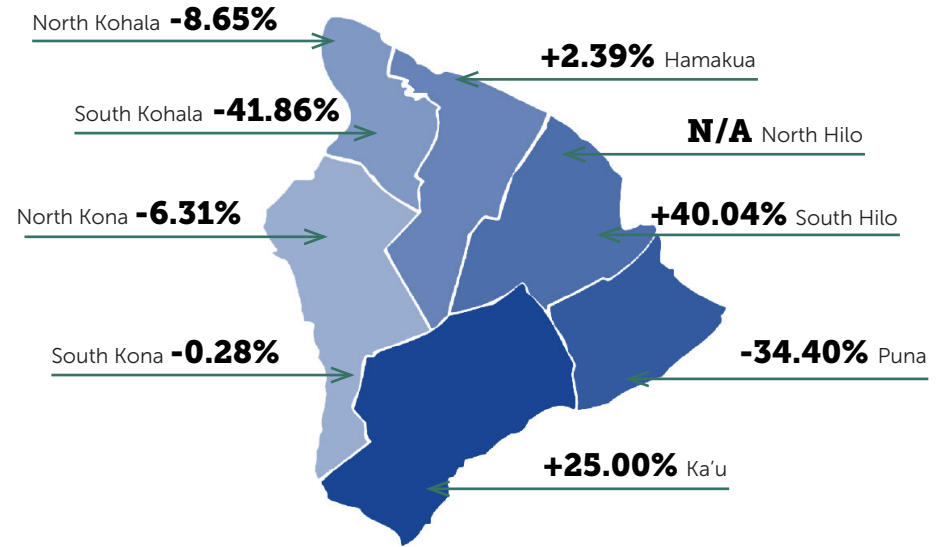 North Kohala -8.65%
+2.39% Hamakua
South Kohala -41.86%
N/A North Hilo
North Kona -6.31%
+40.04% South Hilo
South Kona -0.28%
-34.40% Puna
+25.00% Ka’u